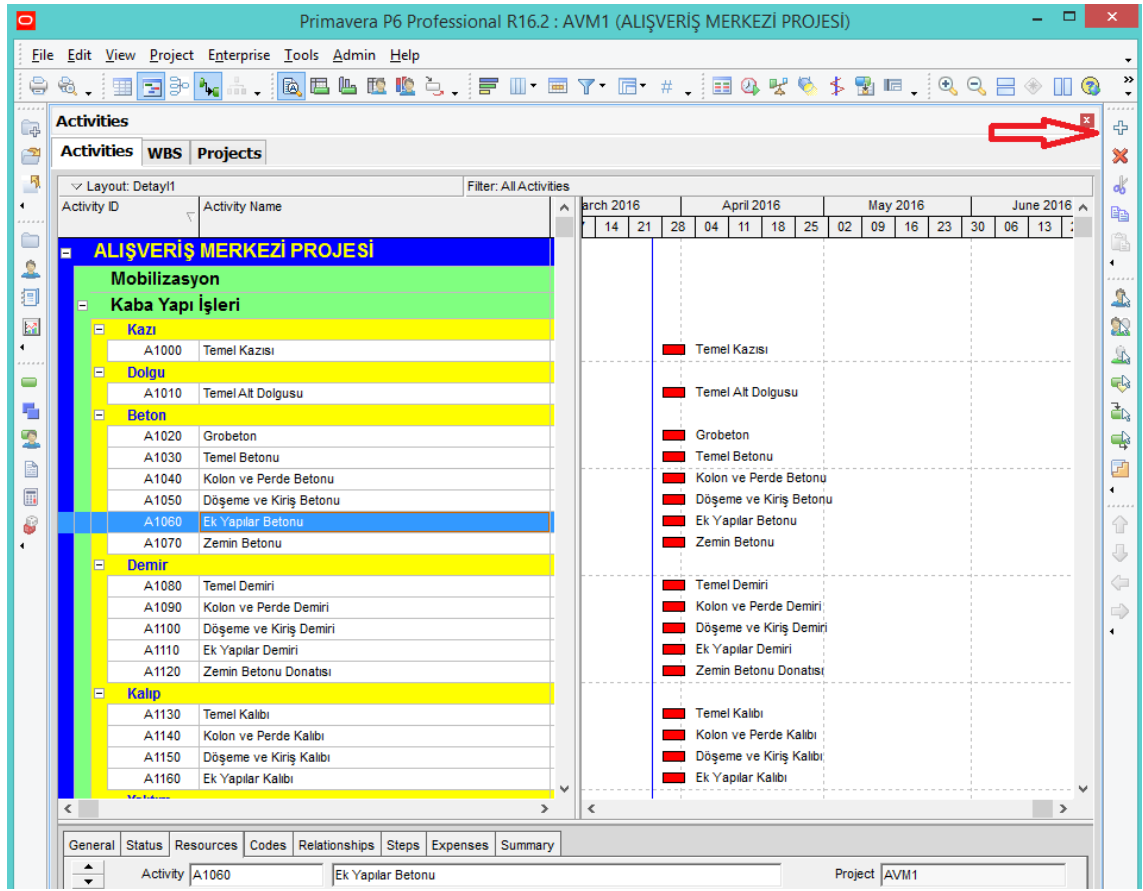 Primavera P6 Professional R16.2 : AVM1 (ALIŞVERİŞ MERKEZİ PROJESİ)
File Edit View Project Enterprise Tools Admin Help
Activities
Activities WBS Projects
Layout: Detayl1 Filter: All Activities
Activity ID Activity Name arch 2016 April 2016 May 2016 June 2016
14 21 28 04 11 18 25 02 09 16 23 30 06 13
ALIŞVERİŞ MERKEZİ PROJESİ
Mobilizasyon
Kaba Yapı İşleri
Kazı
A1000 Temel Kazısı Temel Kazısı
Dolgu
A1010 Temel Alt Dolgusu Temel Alt Dolgusu
Beton
A1020 Grobeton Grobeton
A1030 Temel Betonu Temel Betonu
A1040 Kolon ve Perde Betonu Kolon ve Perde Betonu
A1050 Döşeme ve Kiriş Betonu Döşeme ve Kiriş Betonu
A1060 Ek Yapılar Betonu Ek Yapılar Betonu
A1070 Zemin Betonu Zemin Betonu
Demir
A1080 Temel Demiri Temel Demiri
A1090 Kolon ve Perde Demiri Kolon ve Perde Demiri
A1100 Döşeme ve Kiriş Demiri Döşeme ve Kiriş Demiri
A1110 Ek Yapılar Demiri Ek Yapılar Demiri
A1120 Zemin Betonu Donatısı Zemin Betonu Donatısı
Kalıp
A1130 Temel Kalıbı Temel Kalıbı
A1140 Kolon ve Perde Kalıbı Kolon ve Perde Kalıbı
A1150 Döşeme ve Kiriş Kalıbı Döşeme ve Kiriş Kalıbı
A1160 Ek Yapılar Kalıbı Ek Yapılar Kalıbı
General Status Resources Codes Relationships Steps Expenses Summary
Activity A1060 Ek Yapılar Betonu Project AVM1